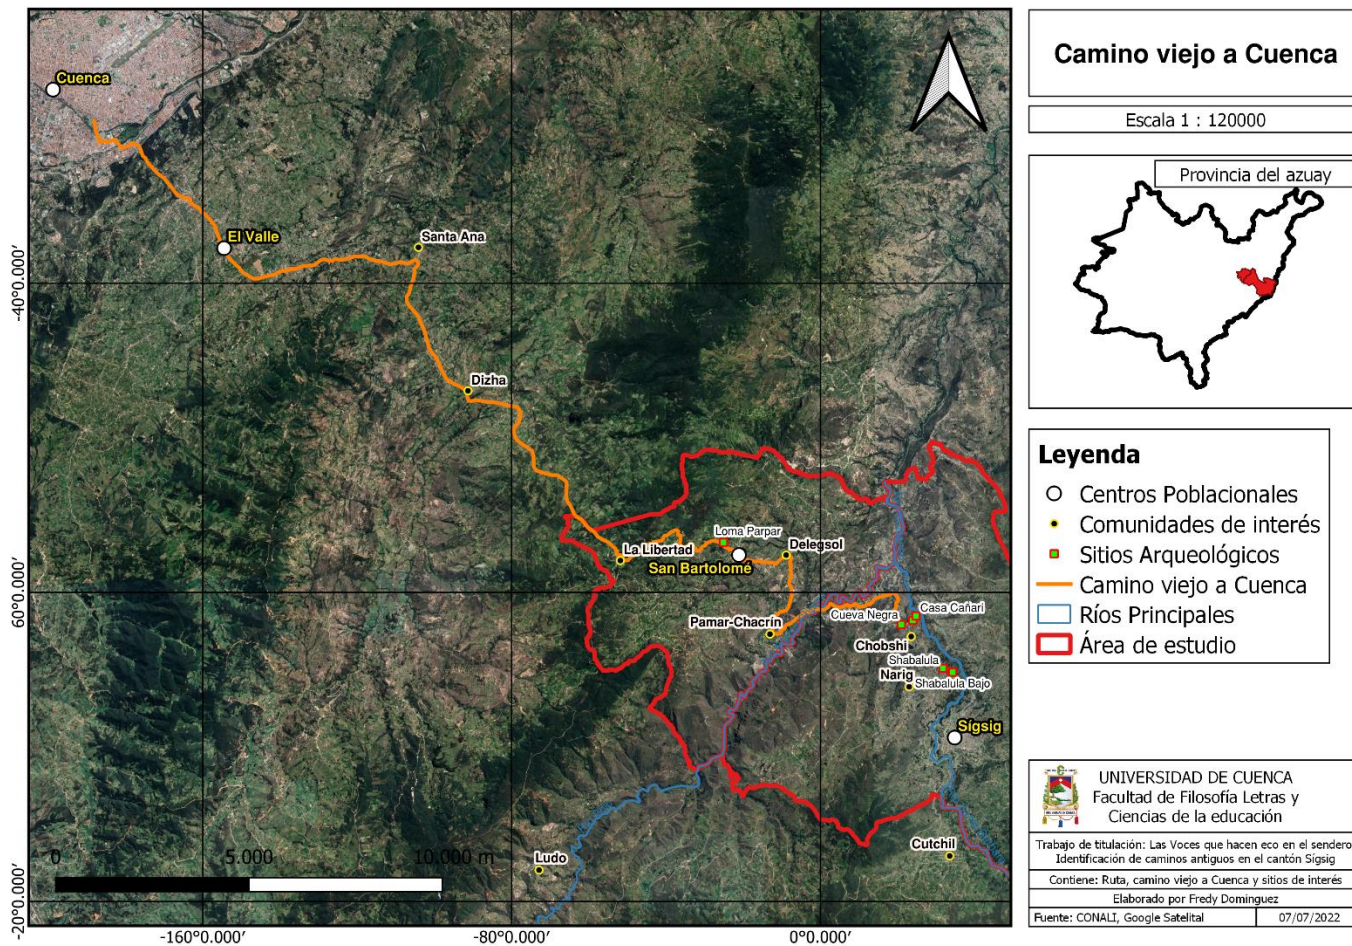 Camino viejo a Cuenca
Escala 1 : 120000
Provincia del azuay
Leyenda
Centros Poblacionales
Comunidades de interés
Sitios Arqueológicos
Camino viejo a Cuenca
Ríos Principales
Área de estudio
UNIVERSIDAD DE CUENCA
Facultad de Filosofía Letras y
Ciencias de la educación
Trabajo de titulación: Las Voces que hacen eco en el sendero
Identificación de caminos antiguos en el cantón Sígsig
Contiene: Ruta, camino viejo a Cuenca y sitios de interés
Elaborado por Fredy Dominguez
Fuente: CONALI, Google Satelital
07/07/2022
Cuenca
El Valle
Santa Ana
Dizha
Loma Parpar
La Libertad
Delegsol
San Bartolomé
Pamar-Chacrín
Cueva Negra
Casa Cañari
Chobshi
Shabalula
Narig
Shabalula Bajo
Sígsig
Cutchil
Ludo
0
5.000
10.000 m
-40°0.000'
60°0.000'
-20°0.000'
-160°0.000'
-80°0.000'
0°0.000'